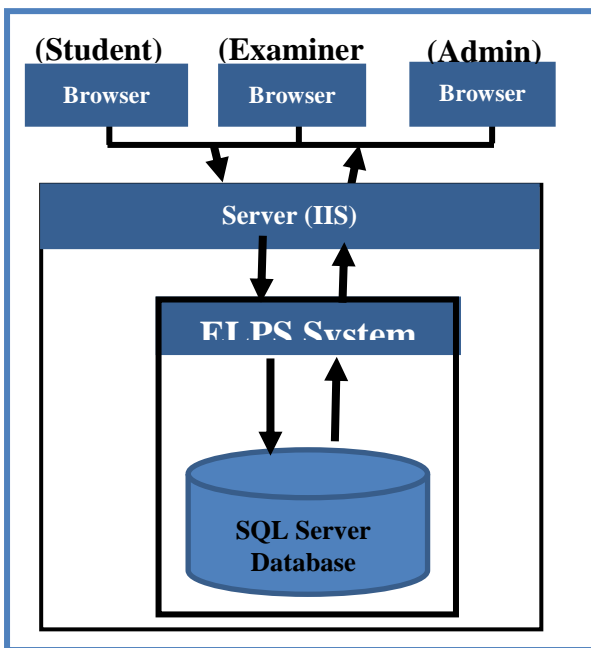 (Student)
(Examiner
(Admin)
Browser
Browser
Browser
Server (IIS)
ELPS System
SQL Server
Database